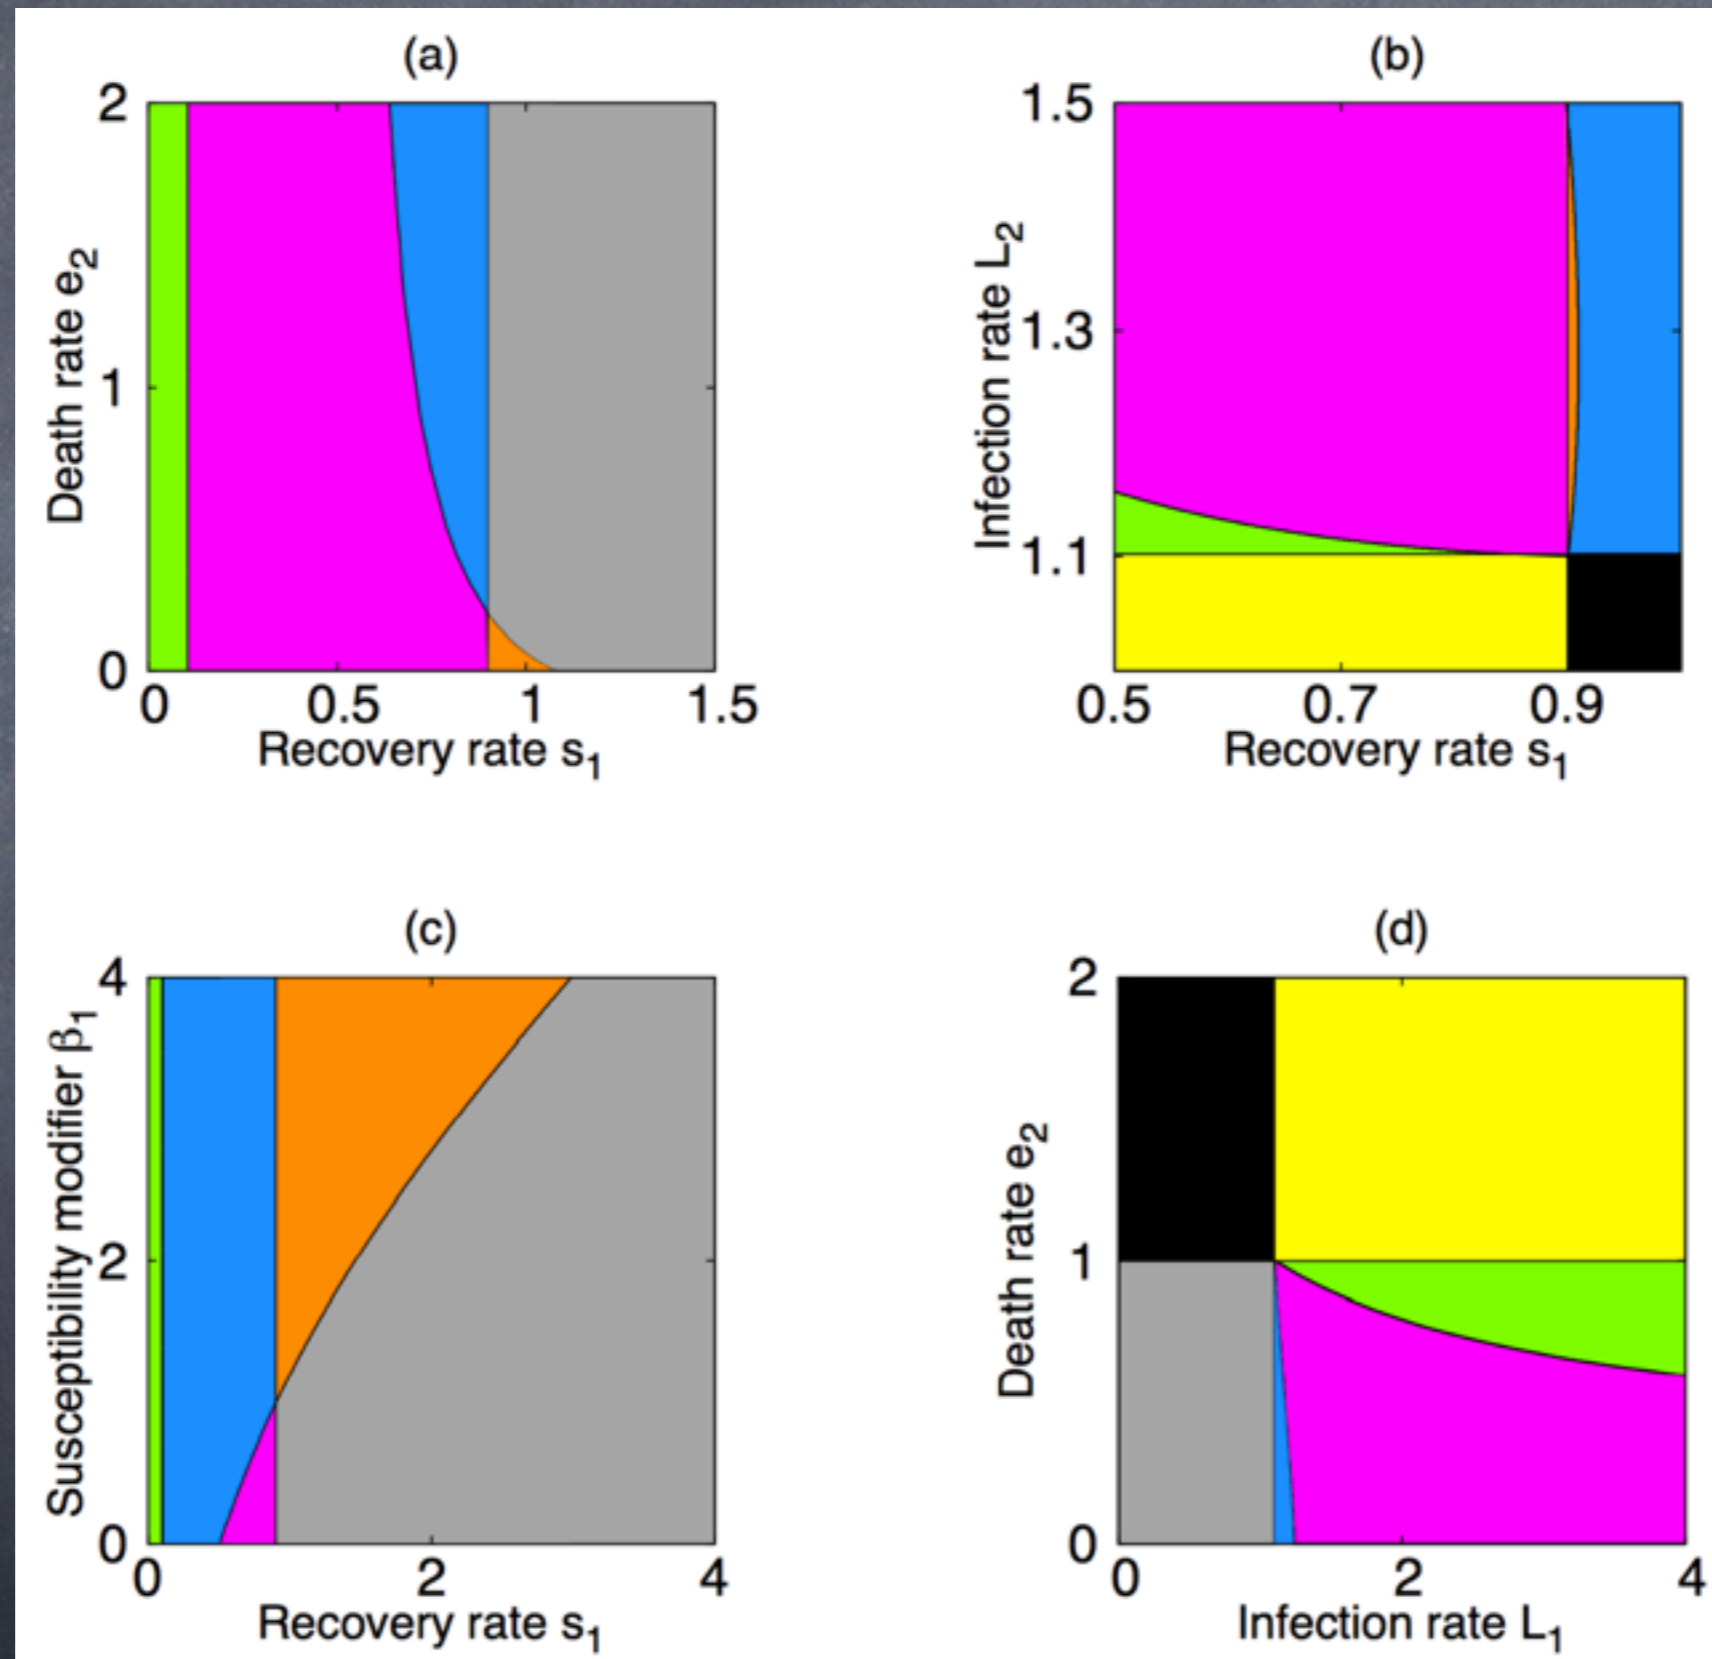 (a)
2
1
0
Death rate e₂
0 0.5 1 1.5
Recovery rate s₁
(b)
1.5
1.3
1.1
Infection rate L₂
0.5 0.7 0.9
Recovery rate s₁
(c)
4
2
0
Susceptibility modifier β₁
0 2 4
Recovery rate s₁
(d)
2
1
0
Death rate e₂
0 2 4
Infection rate L₁